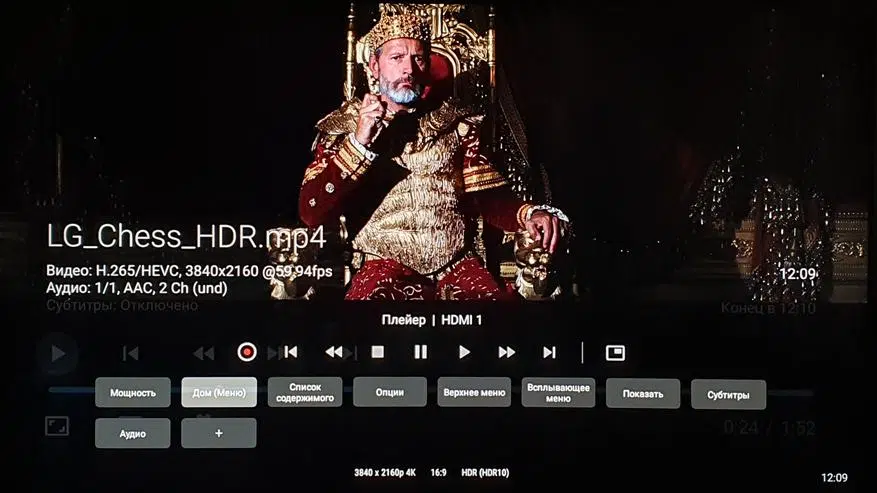 LG_Chess_HDR.mp4
Видео: H.265/HEVC, 3840x2160 @59,94fps
12:09
Аудио: 1/1, AAC, 2 Ch (und)
Субтитры: Отключено
Конец в 12:10
Плейер | HDMI 1
Мощность
Дом (Меню)
Список
содержимого
Опции
Верхнее меню
Всплывающее
меню
Показать
Субтитры
Аудио
+
0:24 / 1:52
3840 x 2160p 4K 16:9 HDR (HDR10)
12:09